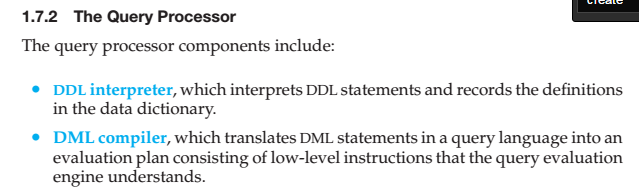 create
1.7.2 The Query Processor
The query processor components include:
• DDL interpreter, which interprets DDL statements and records the definitions
in the data dictionary.
• DML compiler, which translates DML statements in a query language into an
evaluation plan consisting of low-level instructions that the query evaluation
engine understands.